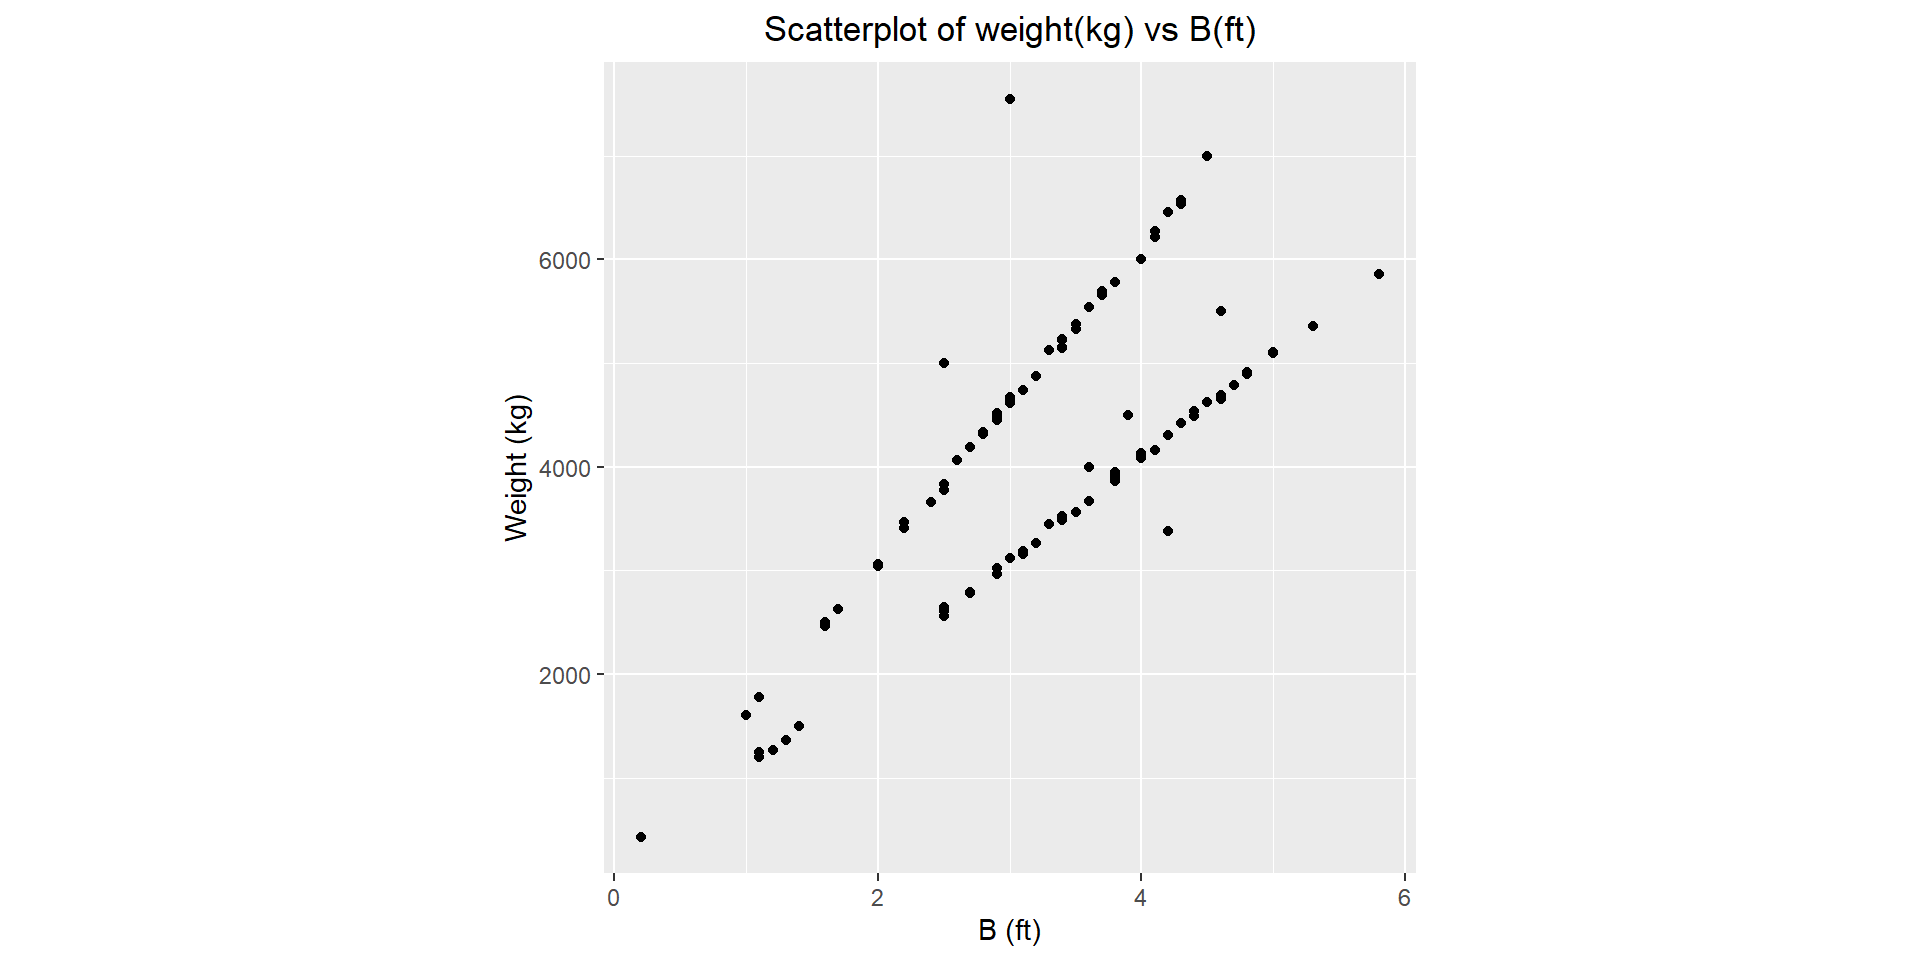 Scatterplot of weight(kg) vs B(ft)
Weight (kg)
6000
4000
2000
0 2 4 6
B (ft)